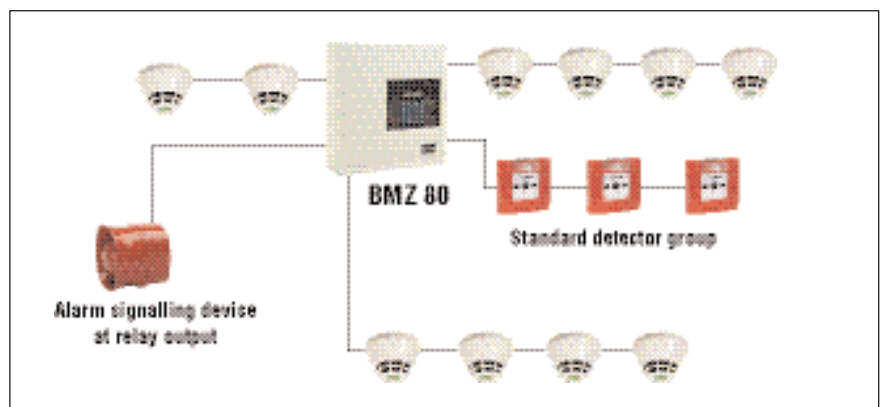 BMZ 80
Standard detector group
Alarm signalling device
at relay output